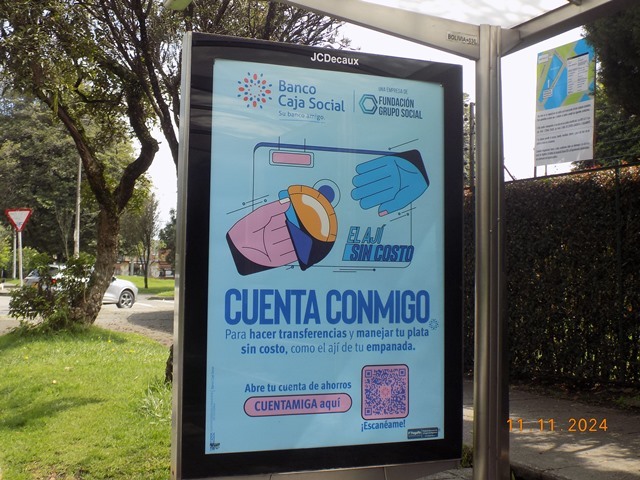 JCDecaux
Banco
Caja Social
Su banco amigo.
UNA EMPRESA DE
FUNDACIÓN
GRUPO SOCIAL
EL AJÍ
SIN COSTO
CUENTA CONMIGO
Para hacer transferencias y manejar tu plata
sin costo, como el ají de tu empanada.
Abre tu cuenta de ahorros
CUENTAMIGA aquí
¡Escanéame!
11 11 2024